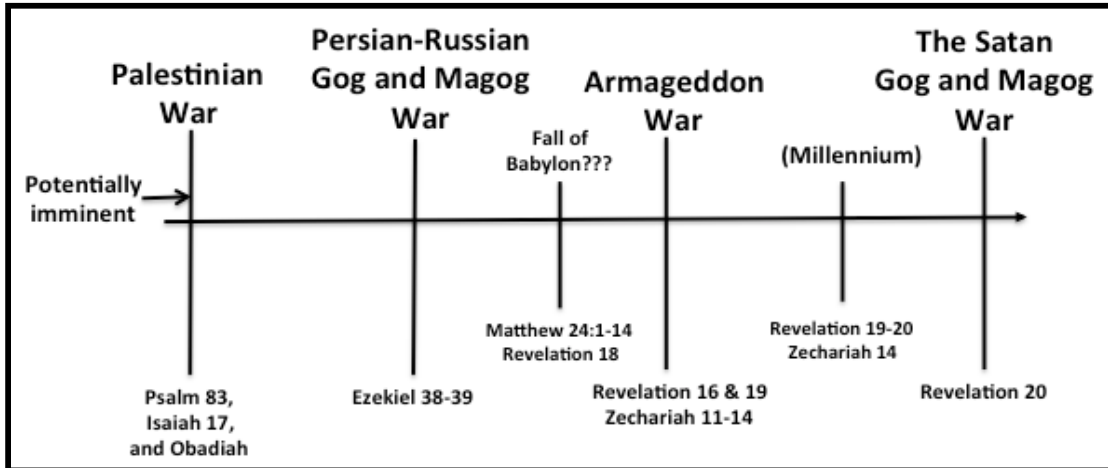 Palestinian
War
Persian-Russian
Gog and Magog
War
Fall of
Babylon???
Armageddon
War
(Millennium)
The Satan
Gog and Magog
War
Potentially
imminent
Psalm 83,
Isaiah 17,
and Obadiah
Ezekiel 38-39
Matthew 24:1-14
Revelation 18
Revelation 16 & 19
Zechariah 11-14
Revelation 19-20
Zechariah 14
Revelation 20